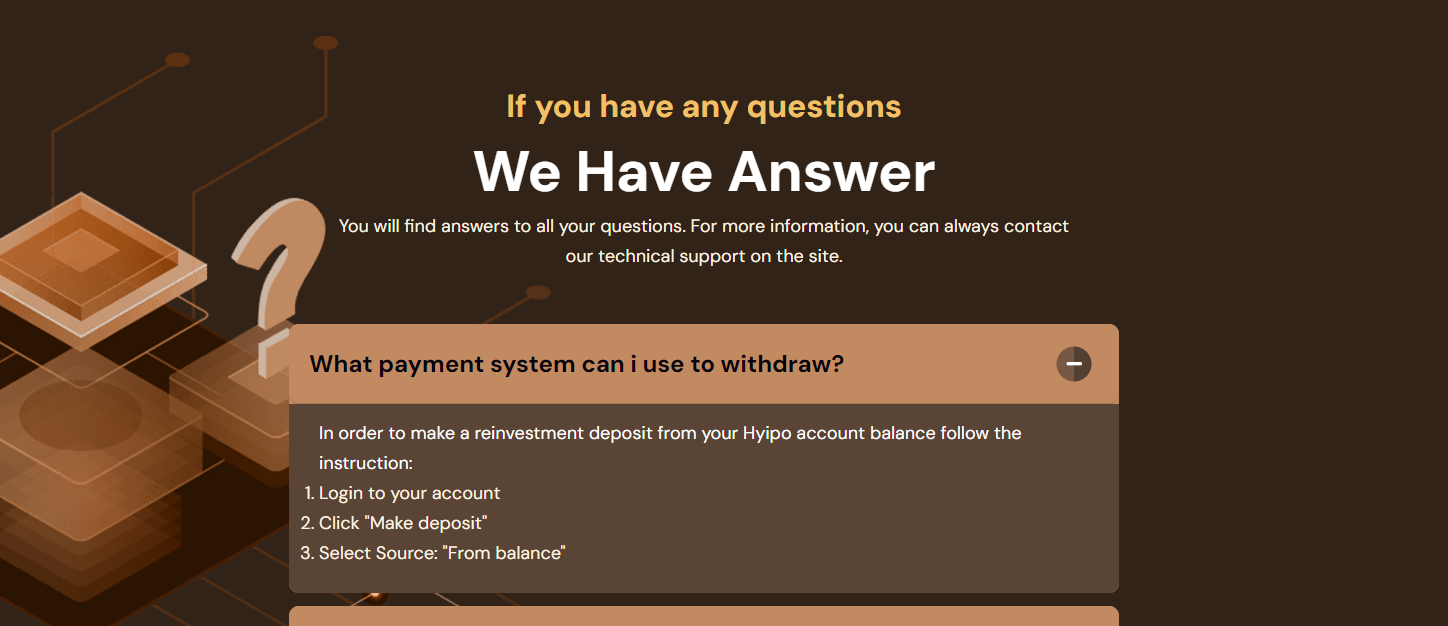 If you have any questions
We Have Answer
You will find answers to all your questions. For more information, you can always contact
our technical support on the site.
What payment system can i use to withdraw?
In order to make a reinvestment deposit from your Hyipo account balance follow the
instruction:
1. Login to your account
2. Click "Make deposit"
3. Select Source: "From balance"